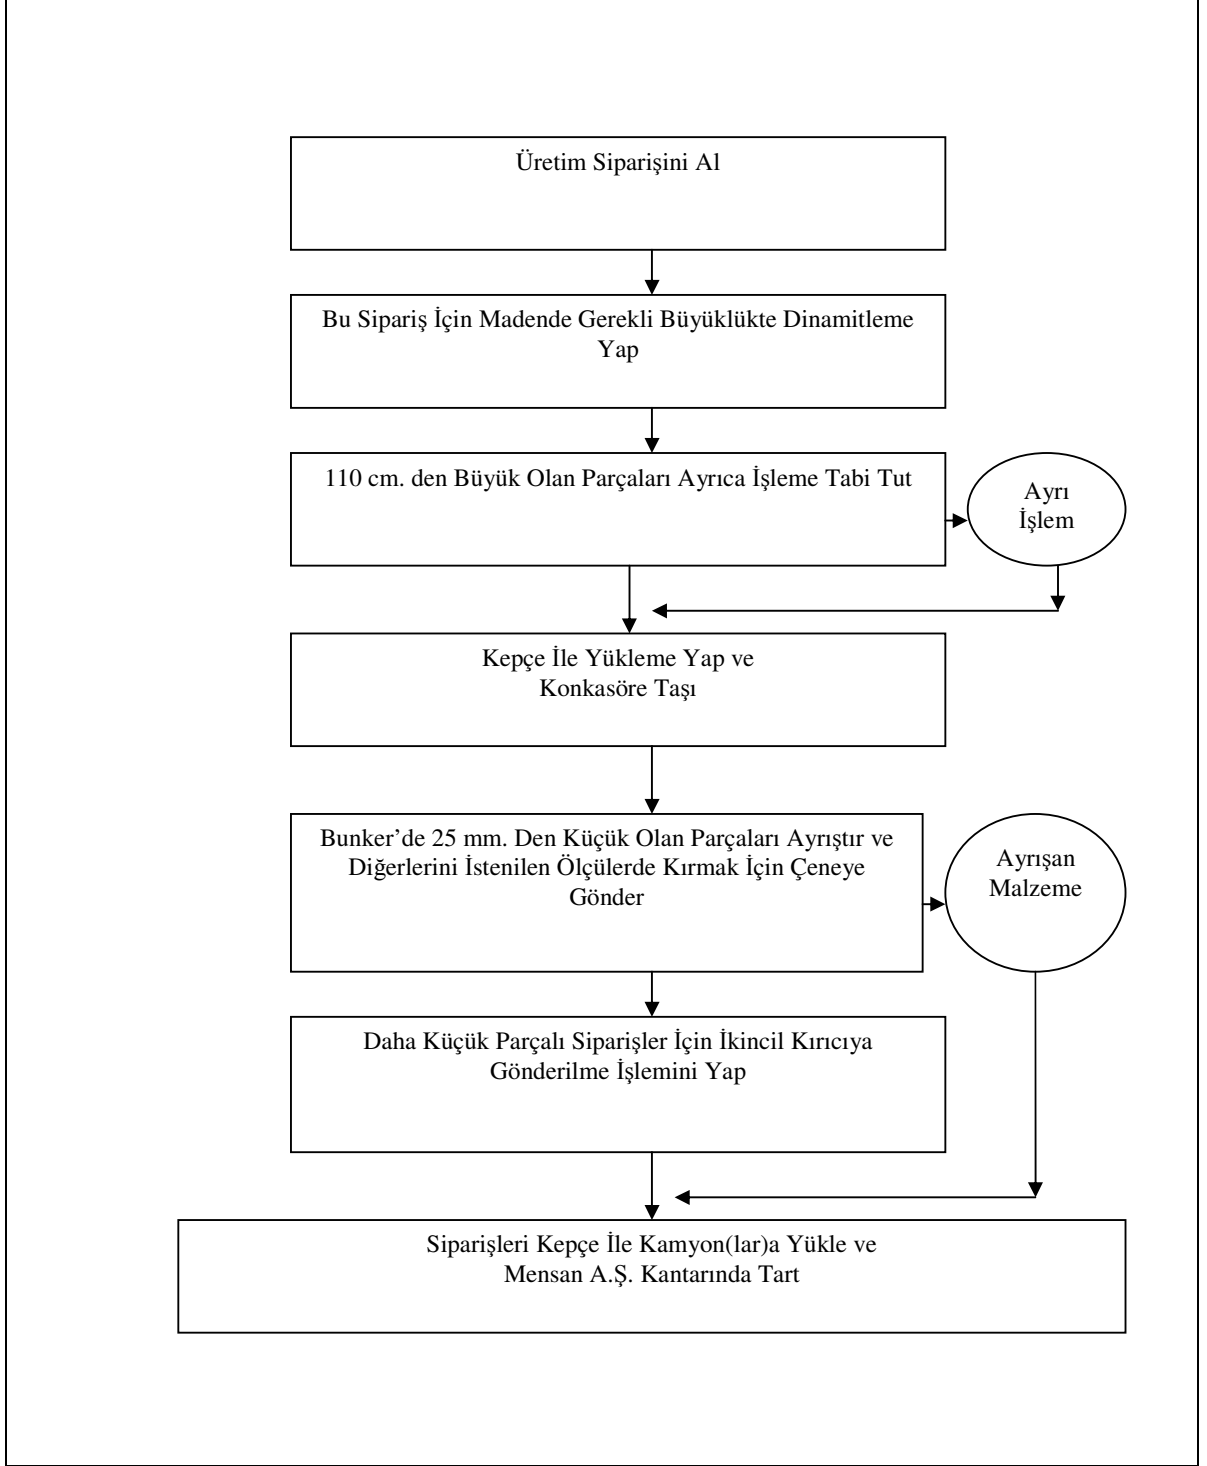 Üretim Siparişini Al
Bu Sipariş İçin Madende Gerekli Büyüklükte Dinamitleme
Yap
110 cm. den Büyük Olan Parçaları Ayrıca İşleme Tabi Tut
Ayrı
İşlem
Kepçe İle Yükleme Yap ve
Konkasöre Taşı
Bunker’de 25 mm. Den Küçük Olan Parçaları Ayrıştır ve
Diğerlerini İstenilen Ölçülerde Kırmak İçin Çeneye
Gönder
Ayrışan
Malzeme
Daha Küçük Parçalı Siparişler İçin İkincil Kırıcıya
Gönderilme İşlemini Yap
Siparişleri Kepçe İle Kamyon(lar)a Yükle ve
Mensan A.Ş. Kantarında Tart